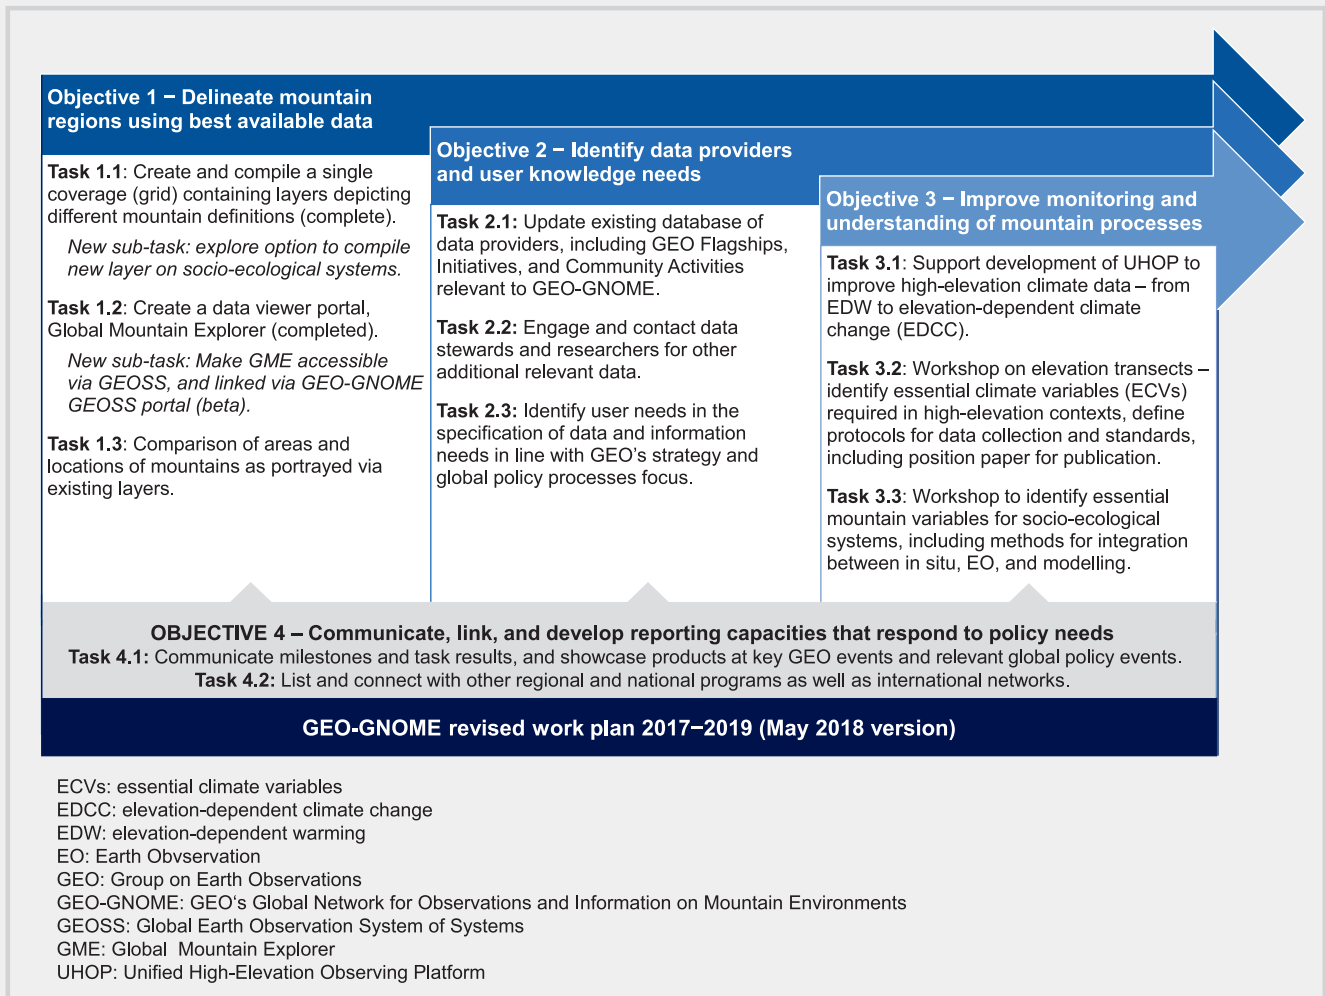 Objective 1 – Delineate mountain
regions using best available data
Task 1.1: Create and compile a single
coverage (grid) containing layers depicting
different mountain definitions (complete).
New sub-task: explore option to compile
new layer on socio-ecological systems.
Task 1.2: Create a data viewer portal,
Global Mountain Explorer (completed).
New sub-task: Make GME accessible
via GEOSS, and linked via GEO-GNOME
GEOSS portal (beta).
Task 1.3: Comparison of areas and
locations of mountains as portrayed via
existing layers.
Objective 2 – Identify data providers
and user knowledge needs
Task 2.1: Update existing database of
data providers, including GEO Flagships,
Initiatives, and Community Activities
relevant to GEO-GNOME.
Task 2.2: Engage and contact data
stewards and researchers for other
additional relevant data.
Task 2.3: Identify user needs in the
specification of data and information
needs in line with GEO’s strategy and
global policy processes focus.
Objective 3 – Improve monitoring and
understanding of mountain processes
Task 3.1: Support development of UHOP to
improve high-elevation climate data – from
EDW to elevation-dependent climate
change (EDCC).
Task 3.2: Workshop on elevation transects –
identify essential climate variables (ECVs)
required in high-elevation contexts, define
protocols for data collection and standards,
including position paper for publication.
Task 3.3: Workshop to identify essential
mountain variables for socio-ecological
systems, including methods for integration
between in situ, EO, and modelling.
OBJECTIVE 4 – Communicate, link, and develop reporting capacities that respond to policy needs
Task 4.1: Communicate milestones and task results, and showcase products at key GEO events and relevant global policy events.
Task 4.2: List and connect with other regional and national programs as well as international networks.
GEO-GNOME revised work plan 2017–2019 (May 2018 version)
ECVs: essential climate variables
EDCC: elevation-dependent climate change
EDW: elevation-dependent warming
EO: Earth Obvservation
GEO: Group on Earth Observations
GEO-GNOME: GEO‘s Global Network for Observations and Information on Mountain Environments
GEOSS: Global Earth Observation System of Systems
GME: Global Mountain Explorer
UHOP: Unified High-Elevation Observing Platform